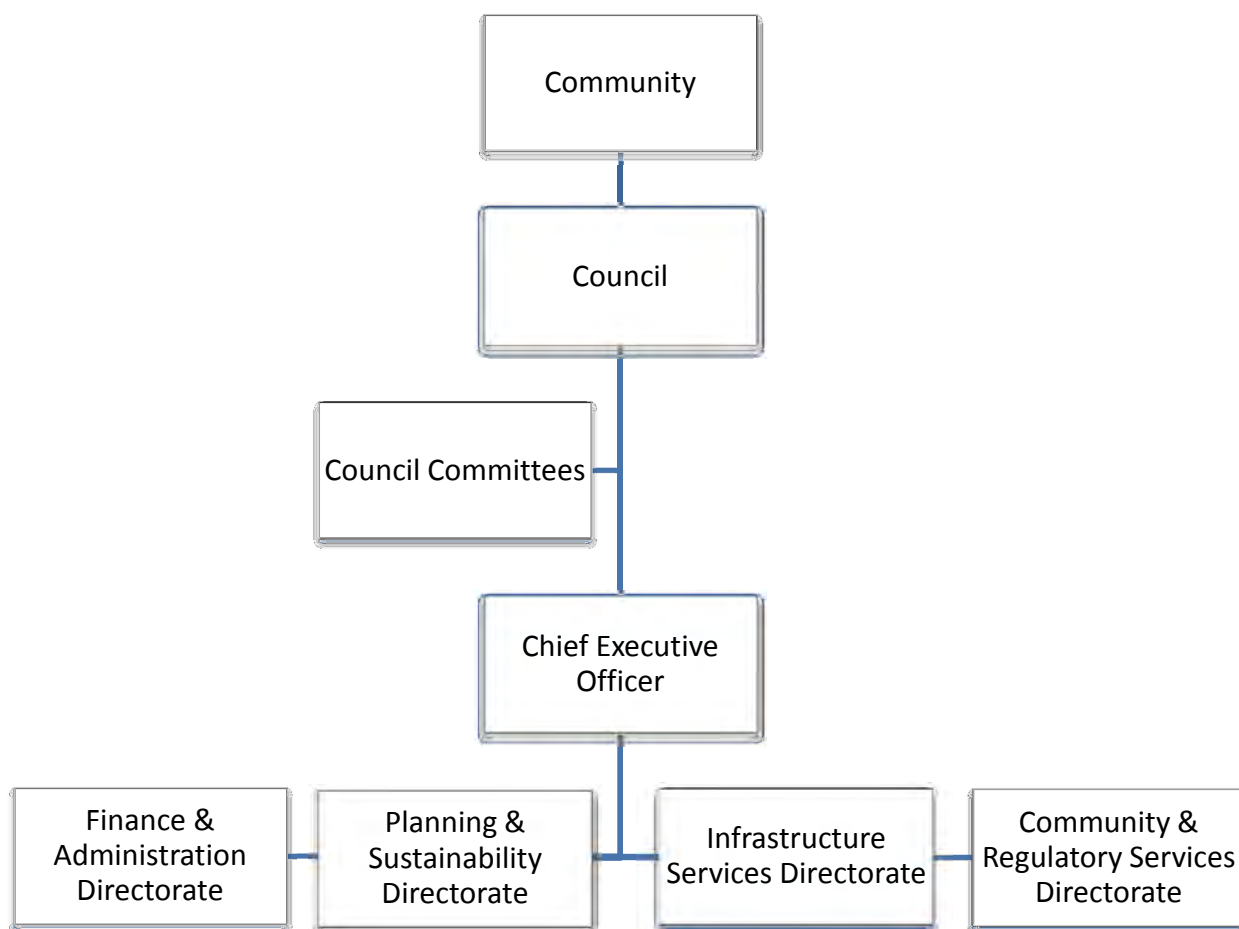 Community
Council
Council Committees
Chief Executive
Officer
Finance &
Administration
Directorate
Planning &
Sustainability
Directorate
Infrastructure
Services Directorate
Community &
Regulatory Services
Directorate